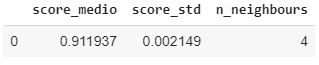 score_medio score_std n_neighbours
0 0.911937 0.002149 4